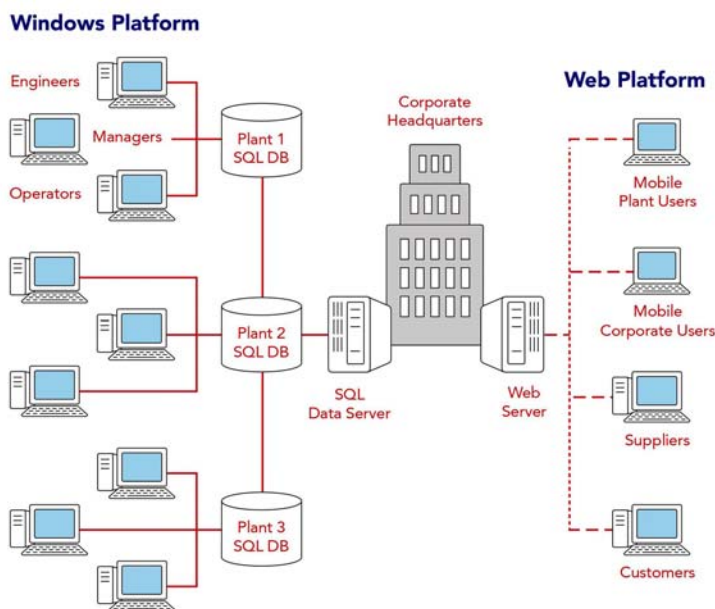 Windows Platform
Engineers
Managers
Operators
Plant 1
SQL DB
Plant 2
SQL DB
Plant 3
SQL DB
Corporate
Headquarters
SQL
Data Server
Web
Server
Web Platform
Mobile
Plant Users
Mobile
Corporate Users
Suppliers
Customers